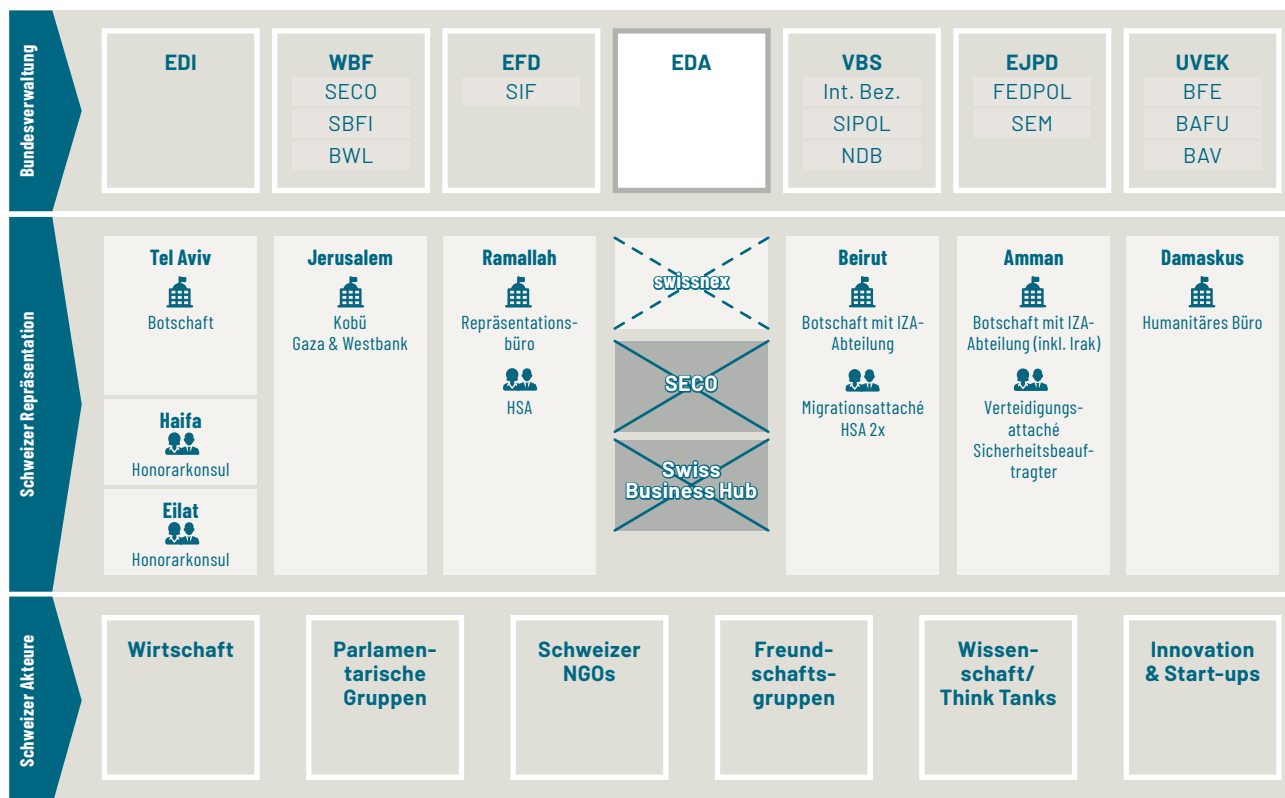 Bundesverwaltung
EDI
WBF
SECO
SBFI
BWL
EFD
SIF
EDA
VBS
Int. Bez.
SIPOL
NDB
EJPD
FEDPOL
SEM
UVEK
BFE
BAFU
BAV
Schweizer Repräsentation
Tel Aviv
Botschaft
Haifa
Honorarkonsul
Eilat
Honorarkonsul
Jerusalem
Kobü
Gaza & Westbank
Ramallah
Repräsentations-
büro
HSA
swissnex
SECO
Swiss
Business Hub
Beirut
Botschaft mit IZA-
Abteilung
Migrationsattaché
HSA 2x
Amman
Botschaft mit IZA-
Abteilung (inkl. Irak)
Verteidigungs-
attaché
Sicherheitsbeauf-
tragter
Damaskus
Humanitäres Büro
Schweizer Akteure
Wirtschaft
Parlamen-
tarische
Gruppen
Schweizer
NGOs
Freund-
schafts-
gruppen
Wissen-
schaft/
Think Tanks
Innovation
& Start-ups